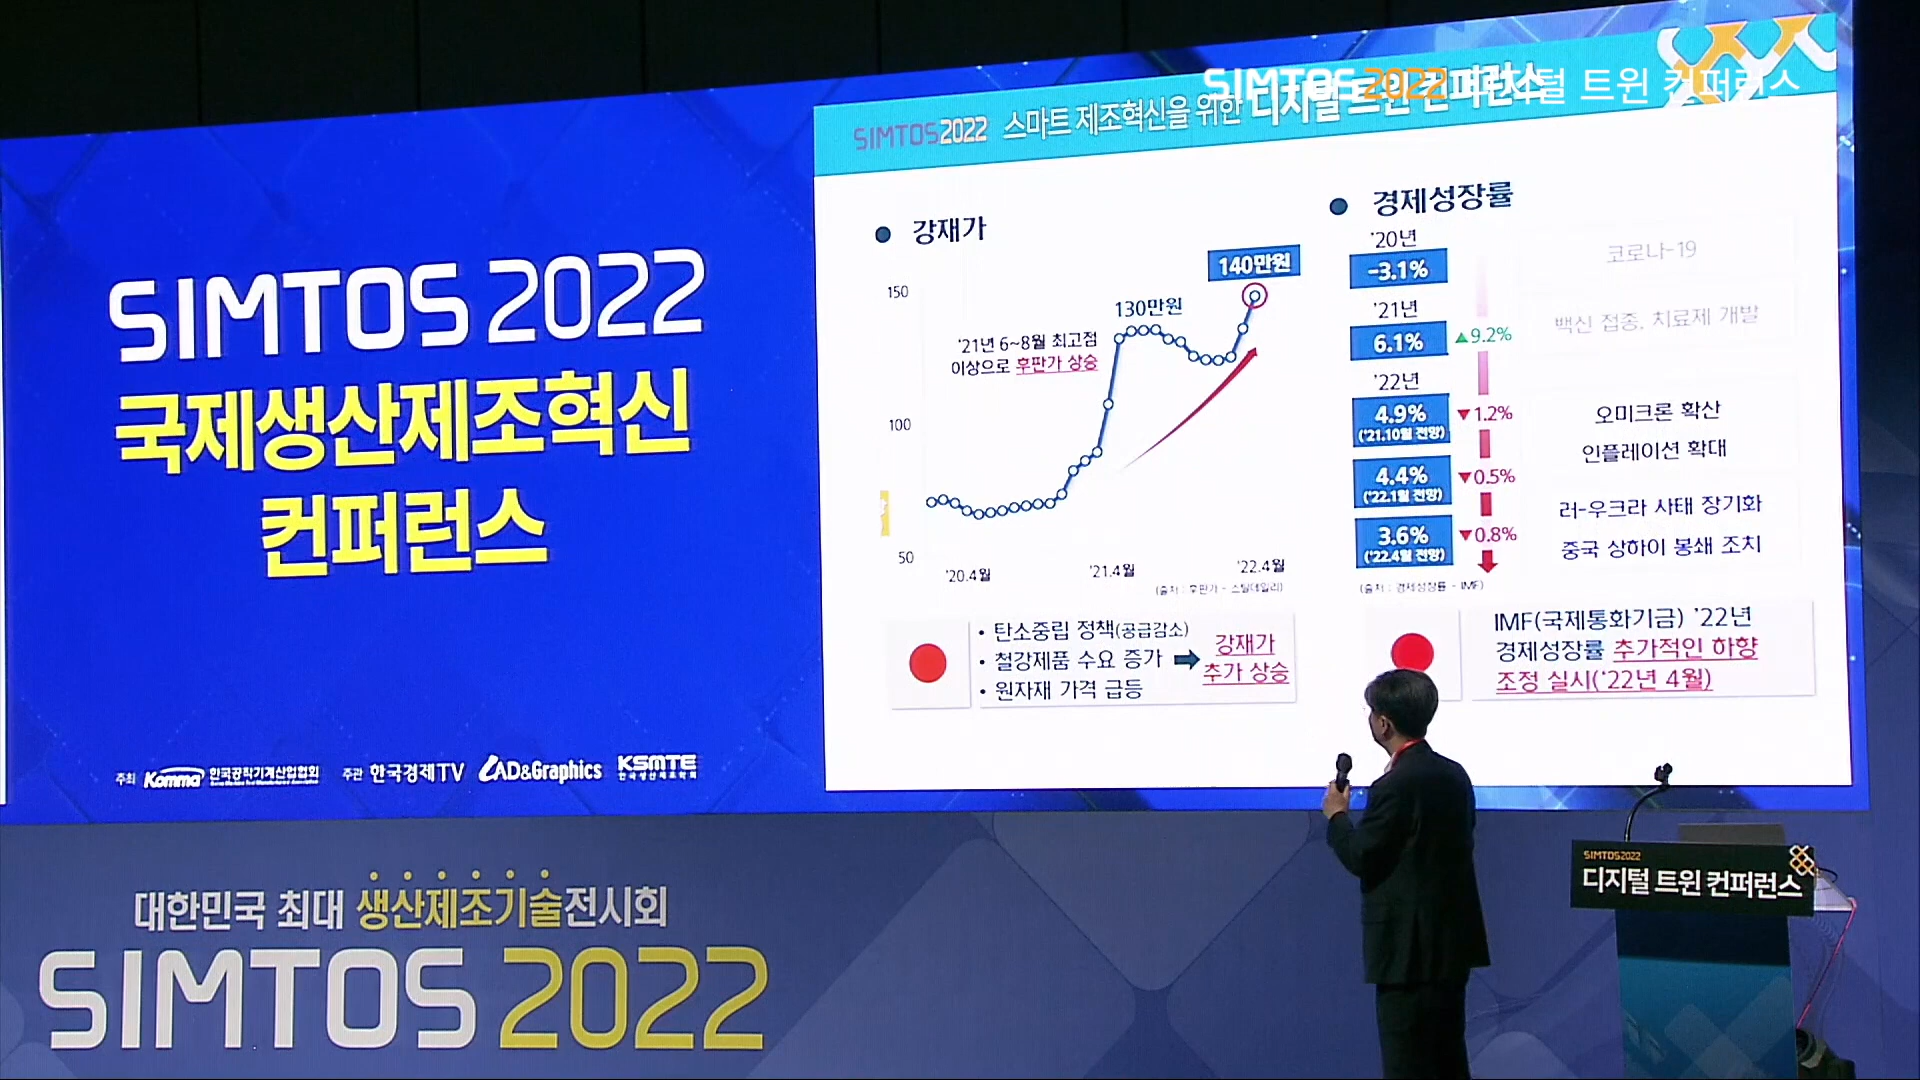 SIMTOS2022 디지털 트윈 컨퍼런스
SIMTOS2022 스마트 제조혁신을 위한 디지털 트윈 컨퍼런스
SIMTOS 2022
국제생산제조혁신
컨퍼런스
주최 Komma 한국공작기계산업협회 주관 한국경제TV CAD&Graphics KSMTE 한국생산제조학회
강재가
150
100
50
140만원
130만원
'21년 6~8월 최고점
이상으로 후판가 상승
'20.4월 '21.4월 '22.4월
(출처 : 후판가 - 스틸데일리)
• 탄소중립 정책(공급감소)
• 철강제품 수요 증가
• 원자재 가격 급등
강재가
추가 상승
경제성장률
'20년
-3.1%
코로나-19
'21년
6.1% ▲9.2%
백신 접종, 치료제 개발
'22년
4.9% ▼1.2%
('21.10월 전망)
오미크론 확산
인플레이션 확대
4.4% ▼0.5%
('22.1월 전망)
3.6% ▼0.8%
('22.4월 전망)
러-우크라 사태 장기화
중국 상하이 봉쇄 조치
(출처 : 경제성장률 - IMF)
IMF(국제통화기금) '22년
경제성장률 추가적인 하향
조정 실시('22년 4월)
대한민국 최대 생산제조기술전시회
SIMTOS 2022
SIMTOS2022
디지털 트윈 컨퍼런스